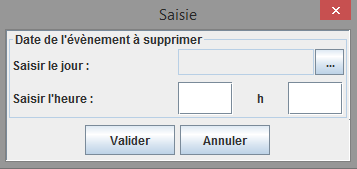 Saisie
Date de l'évènement à supprimer
Saisir le jour : ...
Saisir l'heure : h
Valider Annuler